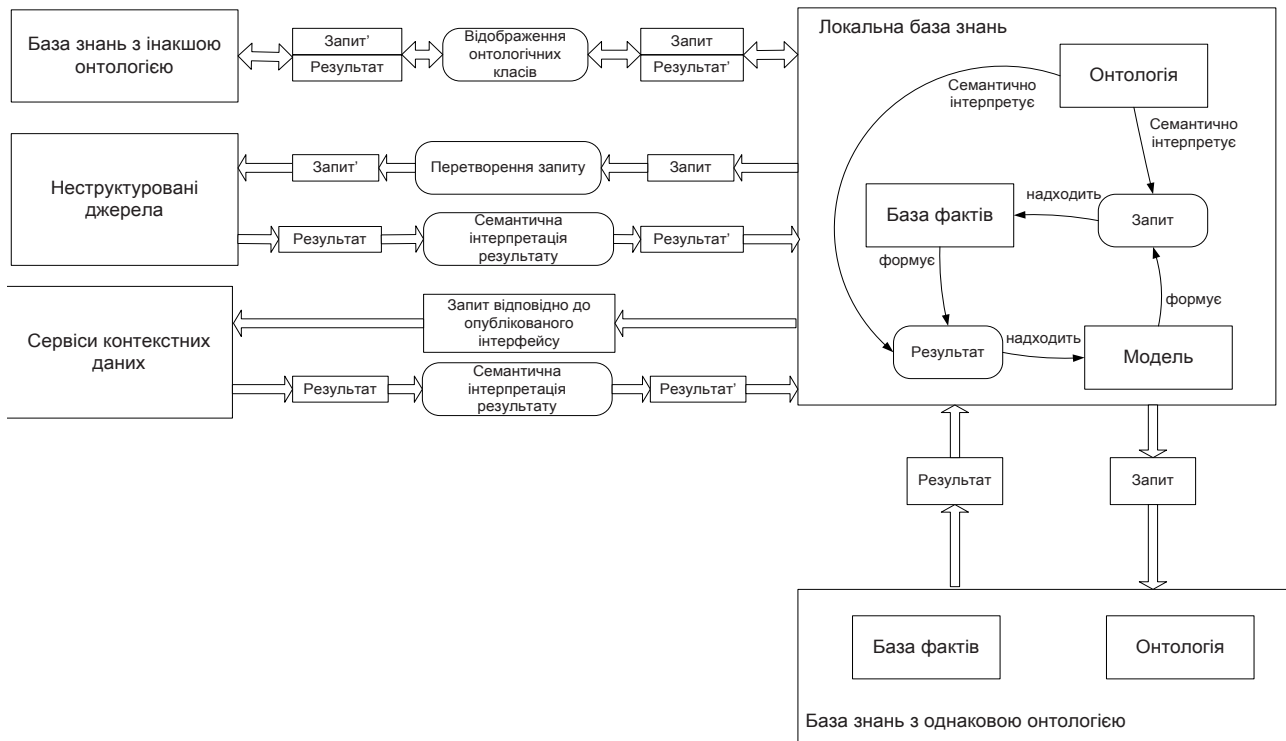 База знань з інакшою
онтологією
Запит'
Результат
Відображення
онтологічних
класів
Запит
Результат'
Неструктуровані
джерела
Запит'
Перетворення запиту
Запит
Результат
Семантична
інтерпретація
результату
Результат'
Сервіси контекстних
даних
Запит відповідно до
опублікованого
інтерфейсу
Результат
Семантична
інтерпретація
результату
Результат'
Локальна база знань
Онтологія
Семантично
інтерпретує
Семантично
інтерпретує
База фактів
надходить
Запит
формує
формує
Результат
надходить
Модель
Результат
Запит
База фактів
Онтологія
База знань з однаковою онтологією